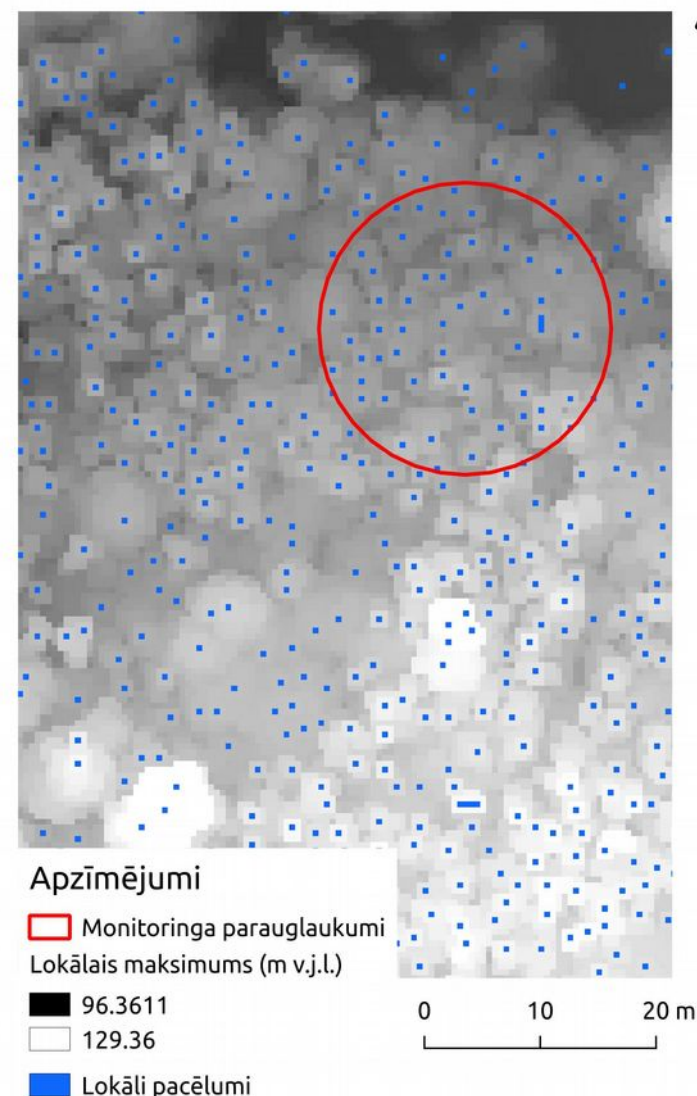 Apzīmējumi
Monitoringa parauglaukumi
Lokālais maksimums (m v.j.l.)
96.3611
129.36
Lokāli pacēlumi
0 10 20 m